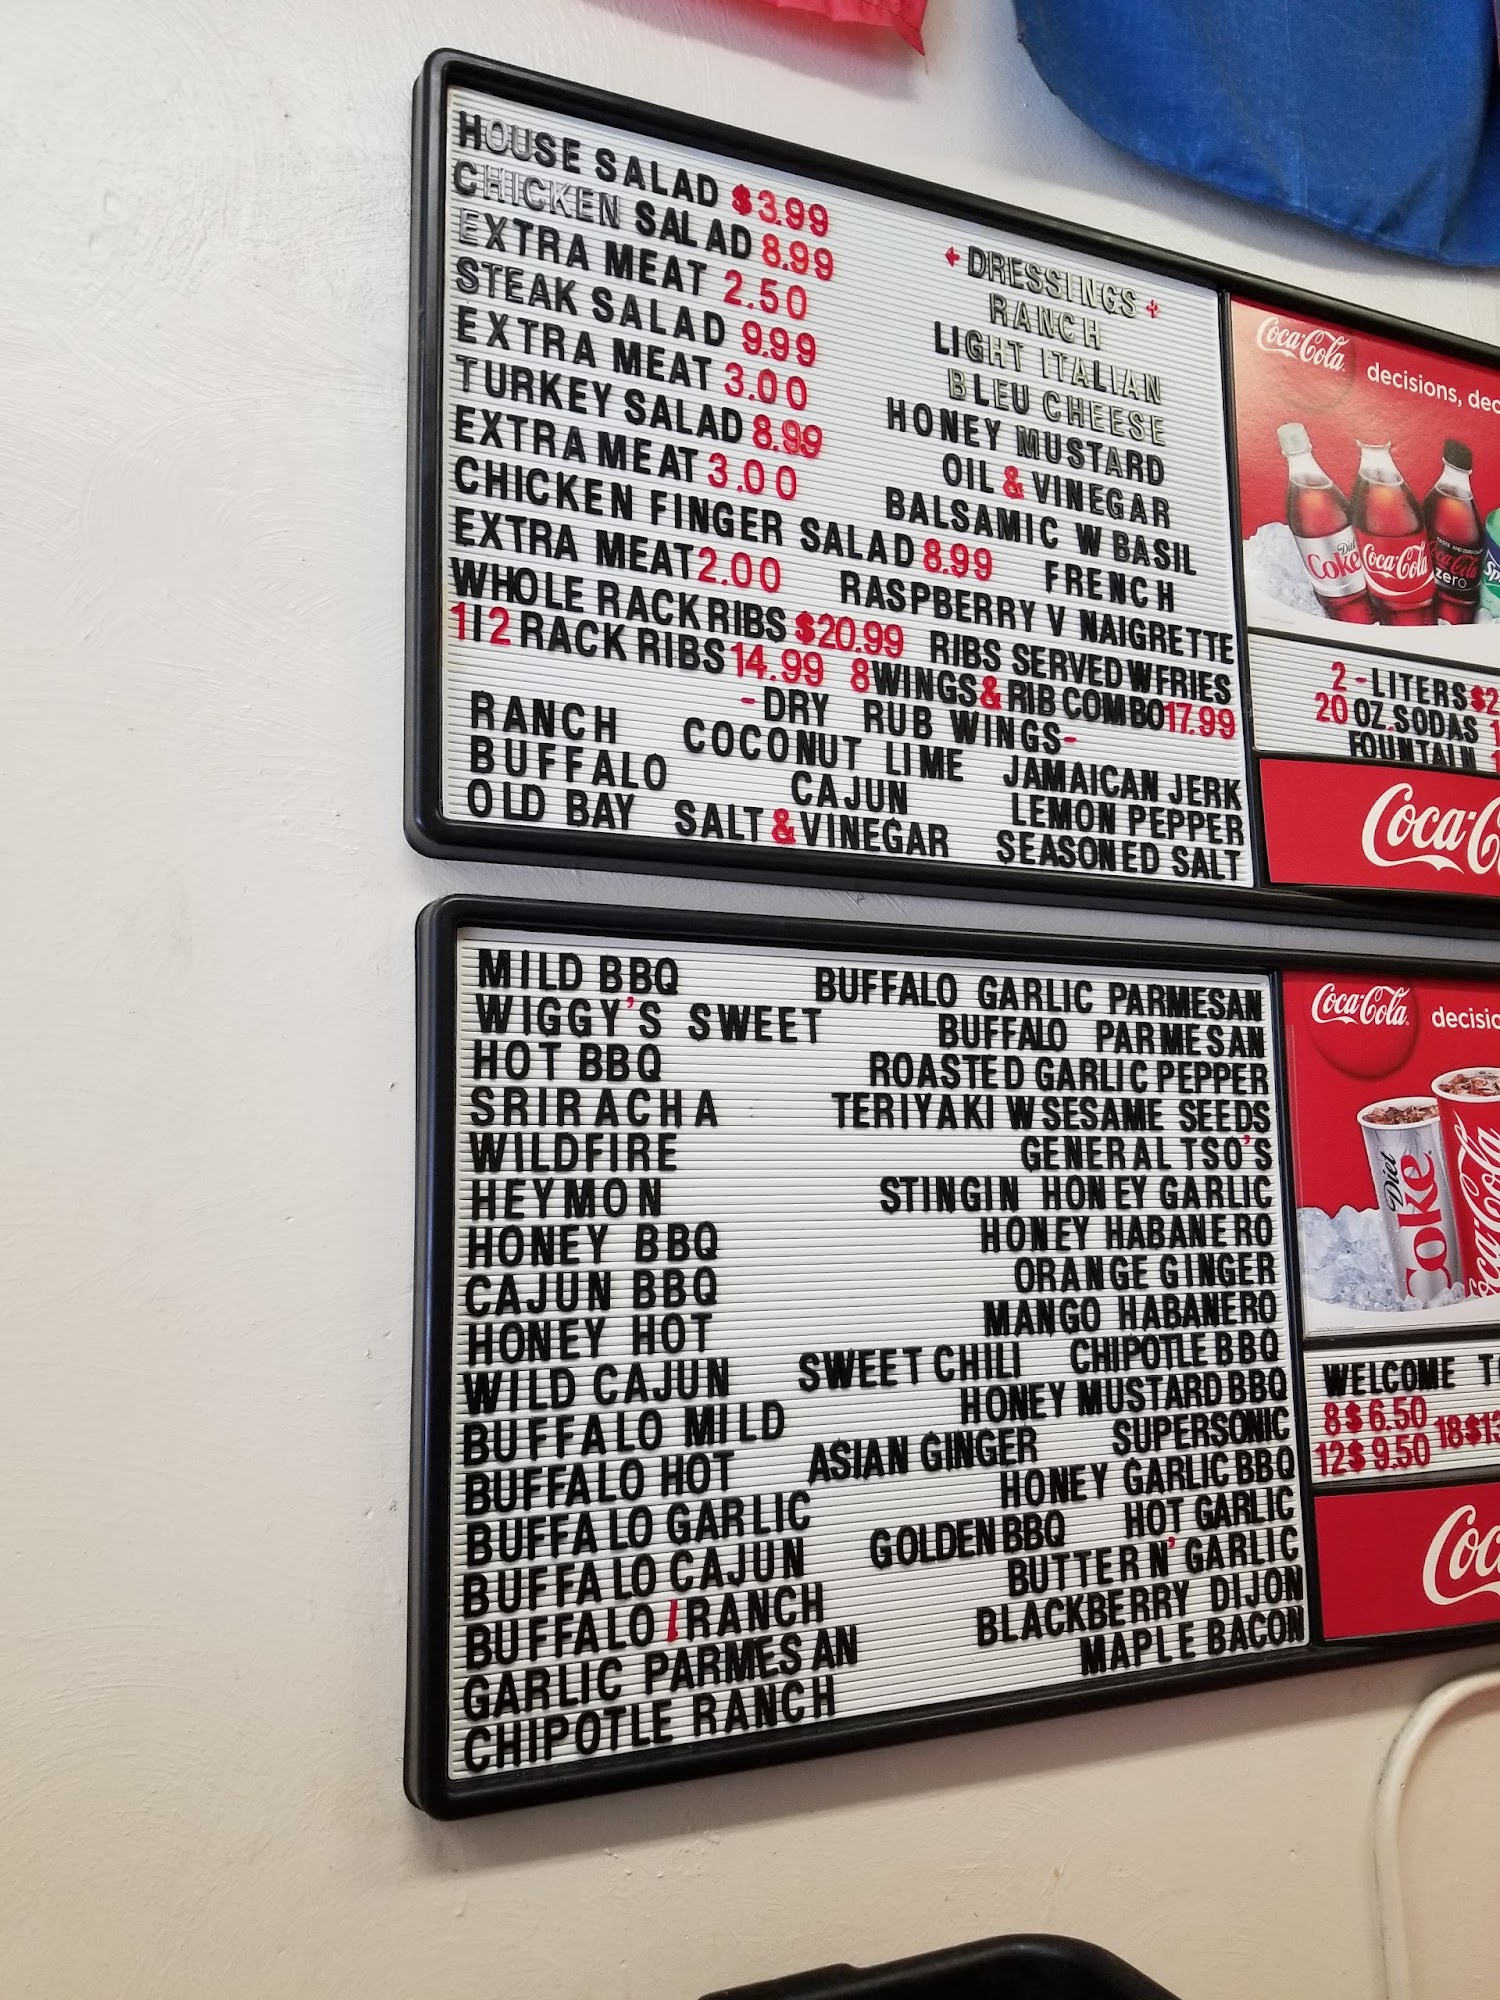 HOUSE SALAD $3.99
CHICKEN SALAD 8.99
EXTRA MEAT 2.50
STEAK SALAD 9.99
EXTRA MEAT 3.00
TURKEY SALAD 8.99
EXTRA MEAT 3.00
CHICKEN FINGER SALAD 8.99
EXTRA MEAT 2.00
WHOLE RACK RIBS $20.99 RIBS SERVED W FRIES
1/2 RACK RIBS 14.99 8 WINGS & RIB COMBO 17.99
+ DRESSINGS +
RANCH
LIGHT ITALIAN
BLEU CHEESE
HONEY MUSTARD
OIL & VINEGAR
BALSAMIC W BASIL
FRENCH
RASPBERRY V NAIGRETTE
- DRY RUB WINGS -
RANCH COCONUT LIME JAMAICAN JERK
BUFFALO CAJUN LEMON PEPPER
OLD BAY SALT & VINEGAR SEASONED SALT
Coca-Cola
decisions, dec
Diet Coke
Coca-Cola
Coca-Cola zero
2 - LITERS $2
20 OZ. SODAS 1
FOUNTAIN 1
Coca-C
MILD BBQ BUFFALO GARLIC PARMESAN
WIGGY'S SWEET BUFFALO PARMESAN
HOT BBQ ROASTED GARLIC PEPPER
SRIRACHA TERIYAKI W SESAME SEEDS
WILDFIRE GENERAL TSO'S
HEYMON STINGIN HONEY GARLIC
HONEY BBQ HONEY HABANERO
CAJUN BBQ ORANGE GINGER
HONEY HOT MANGO HABANERO
WILD CAJUN SWEET CHILI CHIPOTLE BBQ
BUFFALO MILD HONEY MUSTARD BBQ
BUFFALO HOT ASIAN GINGER SUPERSONIC
BUFFALO GARLIC HONEY GARLIC BBQ
BUFFALO CAJUN GOLDEN BBQ HOT GARLIC
BUFFALO / RANCH BUTTER N' GARLIC
GARLIC PARMESAN BLACKBERRY DIJON
CHIPOTLE RANCH MAPLE BACON
Coca-Cola
decisio
Diet Coke
Coca-Cola
WELCOME T
8 $ 6.50 18 $ 13
12 $ 9.50
Coc